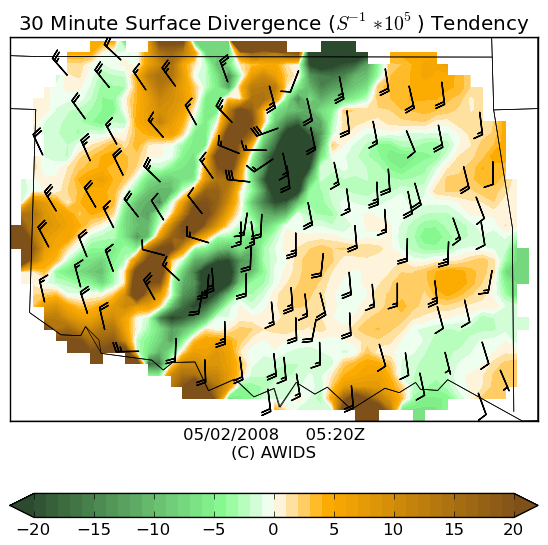 30 Minute Surface Divergence (S⁻¹ *10⁵ ) Tendency
05/02/2008 05:20Z
(C) AWIDS
−20 −15 −10 −5 0 5 10 15 20